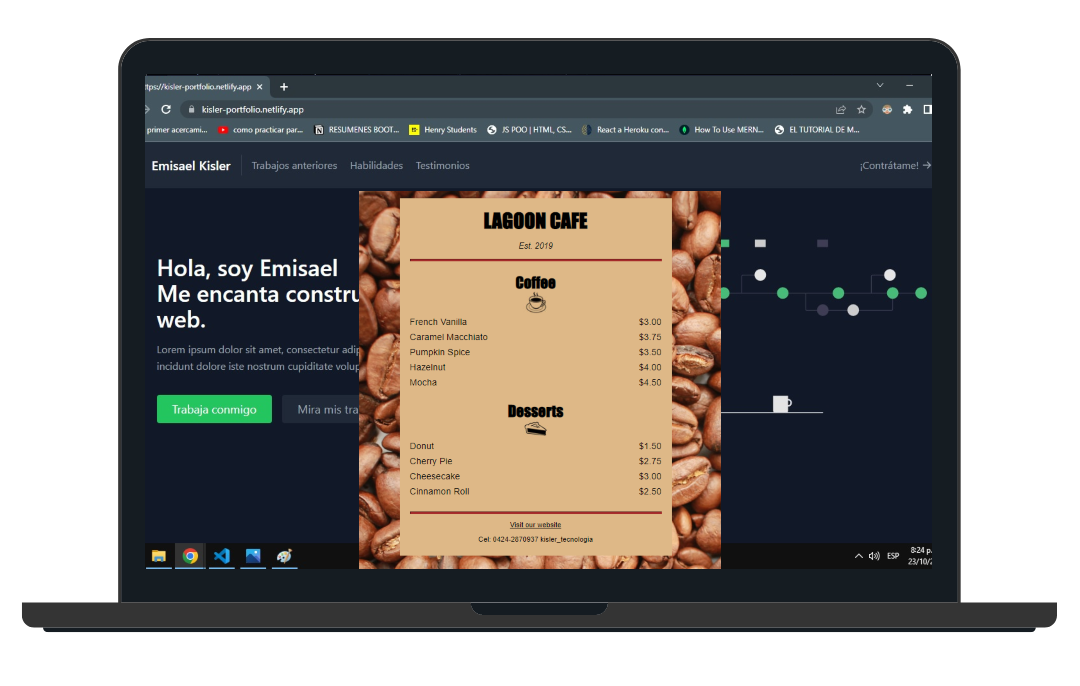 https://kisler-portfolio.netlify.app
kisler-portfolio.netlify.app
primer acercami...
como practicar par...
RESUMENES BOOT...
Henry Students
JS POO | HTML, CS...
React a Heroku con...
How To Use MERN...
EL TUTORIAL DE M...
Emisael Kisler
Trabajos anteriores
Habilidades
Testimonios
¡Contrátame! →
Hola, soy Emisael
Me encanta constru
web.
Lorem ipsum dolor sit amet, consectetur adip
incidunt dolore iste nostrum cupiditate volup
Trabaja conmigo
Mira mis tra
LAGOON CAFE
Est. 2019
Coffee
French Vanilla $3.00
Caramel Macchiato $3.75
Pumpkin Spice $3.50
Hazelnut $4.00
Mocha $4.50
Desserts
Donut $1.50
Cherry Pie $2.75
Cheesecake $3.00
Cinnamon Roll $2.50
Visit our website
Cel: 0424-2870937 kisler_tecnologia
ESP
8:24 p.
23/10/2